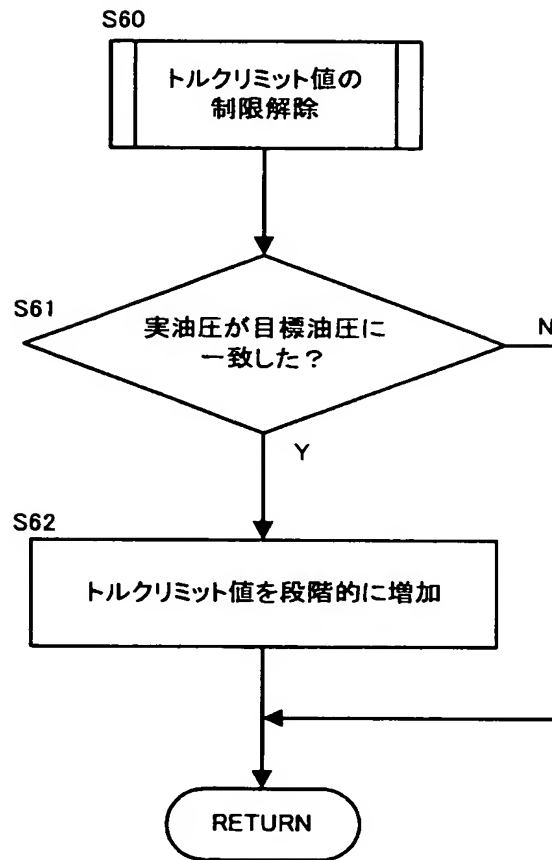 S60
トルクリミット値の
制限解除
S61
実油圧が目標油圧に
一致した？
N
Y
S62
トルクリミット値を段階的に増加
RETURN